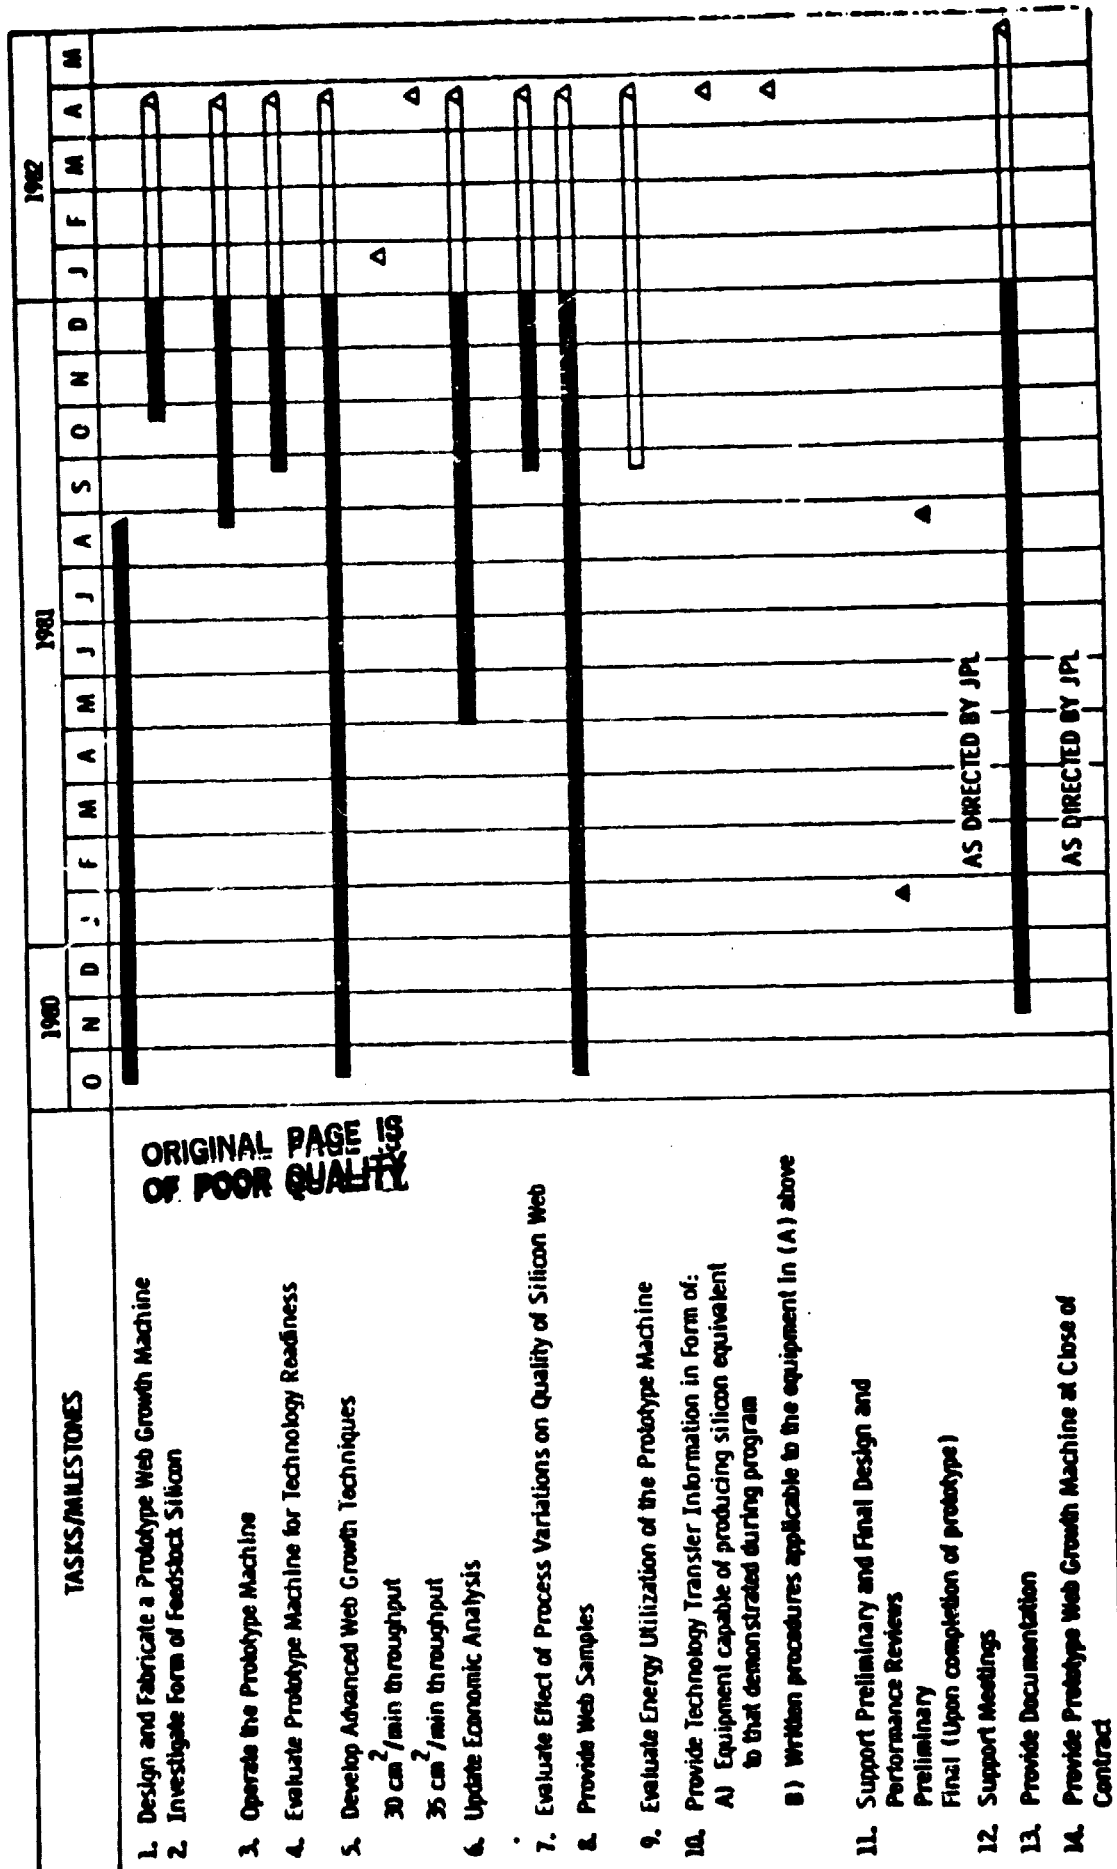 TASKS/MILESTONES
1980
1981
1982
O N D J F M A M J J A S O N D J F M A M
1. Design and Fabricate a Prototype Web Growth Machine
2. Investigate Form of Feedstock Silicon
3. Operate the Prototype Machine
4. Evaluate Prototype Machine for Technology Readiness
5. Develop Advanced Web Growth Techniques
30 cm²/min throughput
35 cm²/min throughput
6. Update Economic Analysis
7. Evaluate Effect of Process Variations on Quality of Silicon Web
8. Provide Web Samples
9. Evaluate Energy Utilization of the Prototype Machine
10. Provide Technology Transfer Information in Form of:
A) Equipment capable of producing silicon equivalent
to that demonstrated during program
B) Written procedures applicable to the equipment in (A) above
11. Support Preliminary and Final Design and
Performance Reviews
Preliminary
Final (Upon completion of prototype)
12. Support Meetings
AS DIRECTED BY JPL
13. Provide Documentation
14. Provide Prototype Web Growth Machine at Close of
Contract
AS DIRECTED BY JPL
ORIGINAL PAGE IS
OF POOR QUALITY